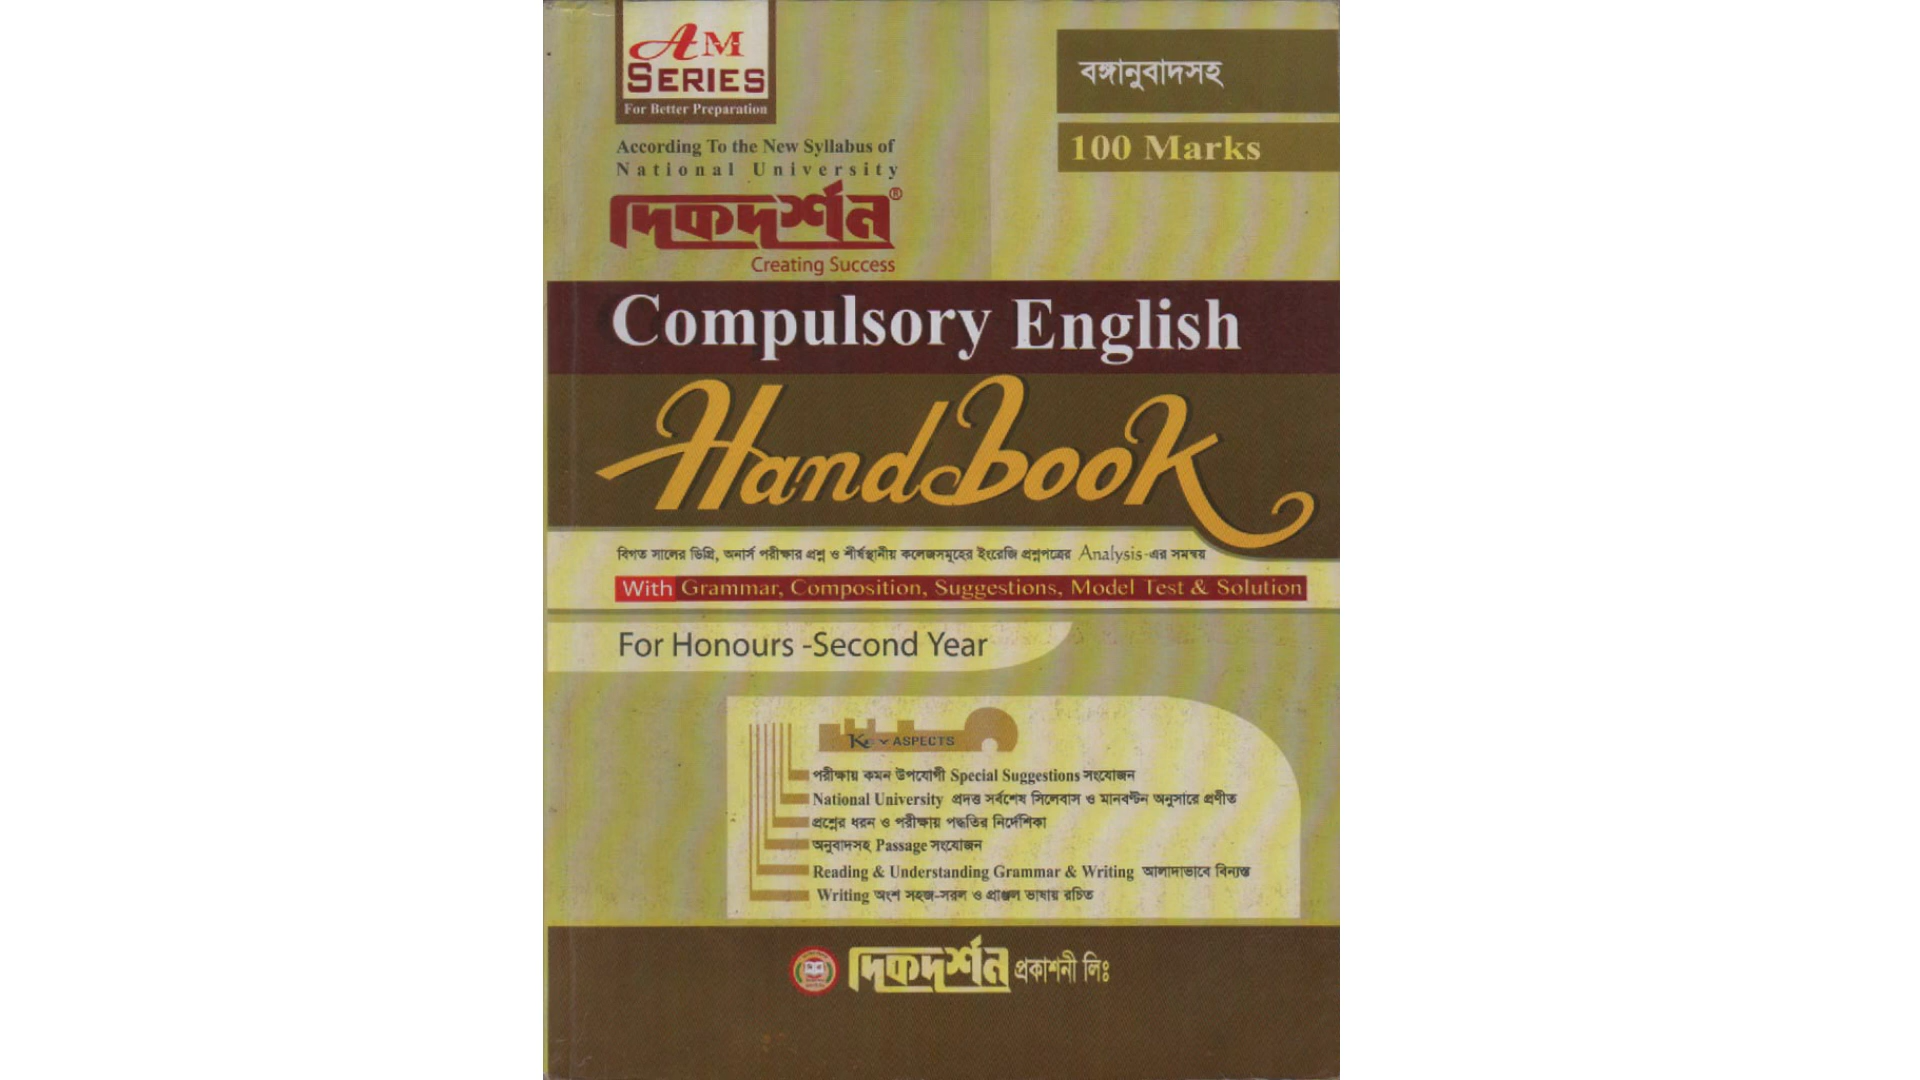 AM
SERIES
For Better Preparation
বঙ্গানুবাদসহ
100 Marks
According To the New Syllabus of
National University
দিকদর্শন®
Creating Success
Compulsory English
Handbook
বিগত সালের ডিগ্রি, অনার্স পরীক্ষার প্রশ্ন ও শীর্ষস্থানীয় কলেজসমূহের ইংরেজি প্রশ্নপত্রের Analysis-এর সমন্বয়
With Grammar, Composition, Suggestions, Model Test & Solution
For Honours -Second Year
KEY ASPECTS
পরীক্ষায় কমন উপযোগী Special Suggestions সংযোজন
National University প্রদত্ত সর্বশেষ সিলেবাস ও মানবণ্টন অনুসারে প্রণীত
প্রশ্নের ধরন ও পরীক্ষায় পদ্ধতির নির্দেশিকা
অনুবাদসহ Passage সংযোজন
Reading & Understanding Grammar & Writing আলাদাভাবে বিন্যস্ত
Writing অংশ সহজ-সরল ও প্রাঞ্জল ভাষায় রচিত
দিকদর্শন প্রকাশনী লিঃ